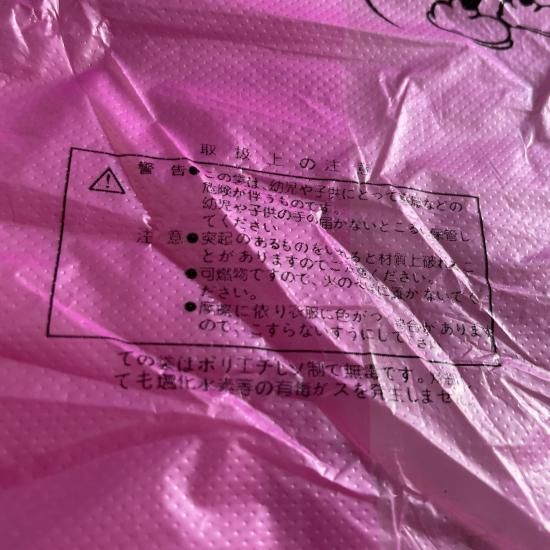 取扱上の注意
警告●この袋は、幼児や子供にとって などの
危険が伴うものです。
幼児や子供の手の届かないところに保管し
てください
注意●突起のあるものをいれると材質上破れるこ
とがありますのでご注意ください。
●可燃物ですので、火の 置かないでく
ださい。
●摩擦に依り衣服に色がつく場合があります
ので、こすらないようにして さい。
この袋はポリエチレン製で無毒です。
ても塩化水素等の有毒ガスを発生しませ